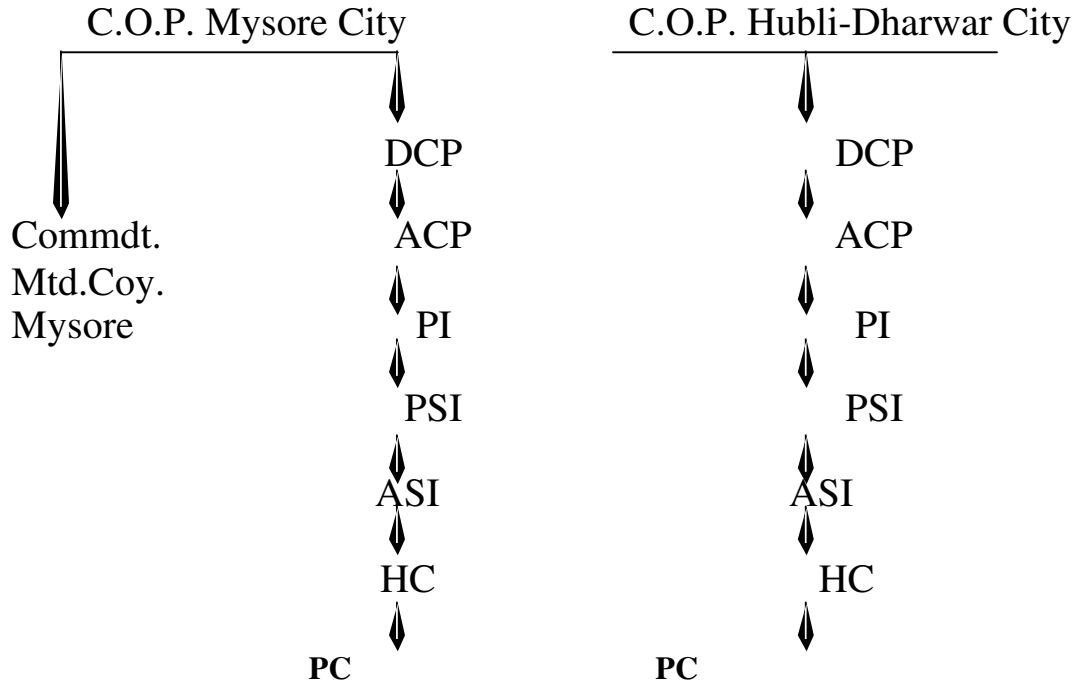 C.O.P. Mysore City C.O.P. Hubli-Dharwar City
DCP DCP
Commdt. ACP ACP
Mtd.Coy.
Mysore PI PI
PSI PSI
ASI ASI
HC HC
PC PC